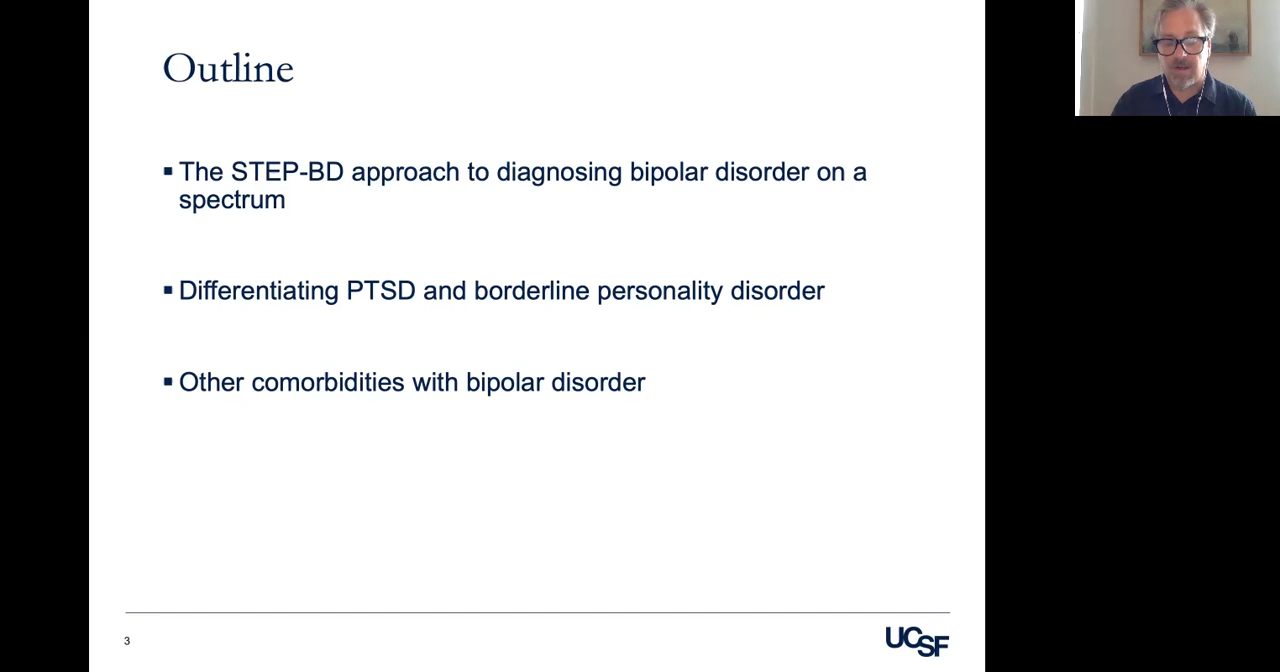 Outline
▪ The STEP-BD approach to diagnosing bipolar disorder on a
spectrum
▪ Differentiating PTSD and borderline personality disorder
▪ Other comorbidities with bipolar disorder
3
UCSF